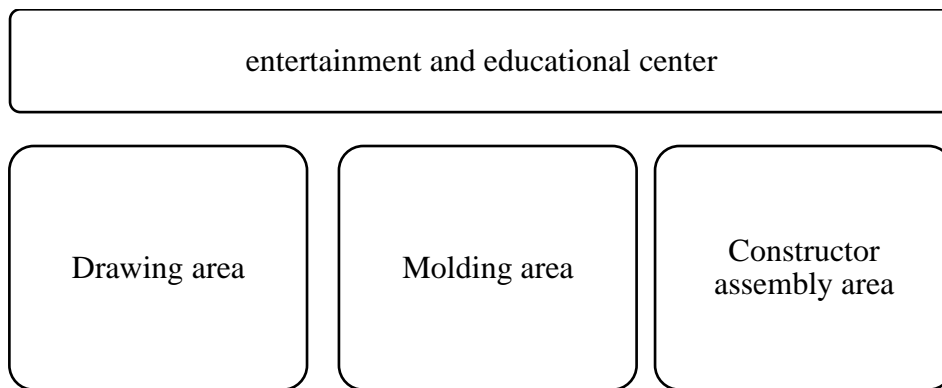 entertainment and educational center
Drawing area
Molding area
Constructor
assembly area